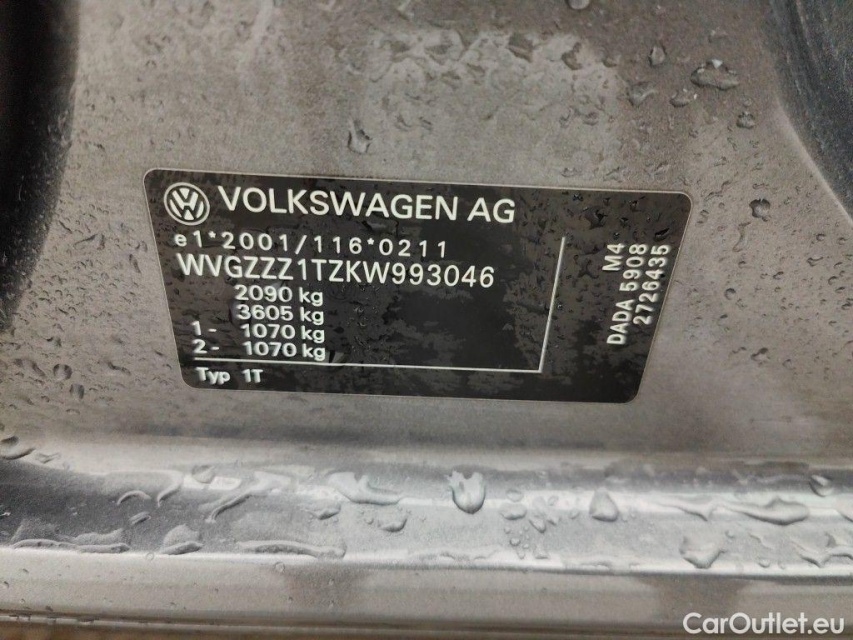 VOLKSWAGEN AG
e1*2001/116*0211
WVGZZZ1TZKW993046
2090 kg
3605 kg
1- 1070 kg
2- 1070 kg
Typ 1T
M4
DADA 5908
2726435
CarOutlet.eu